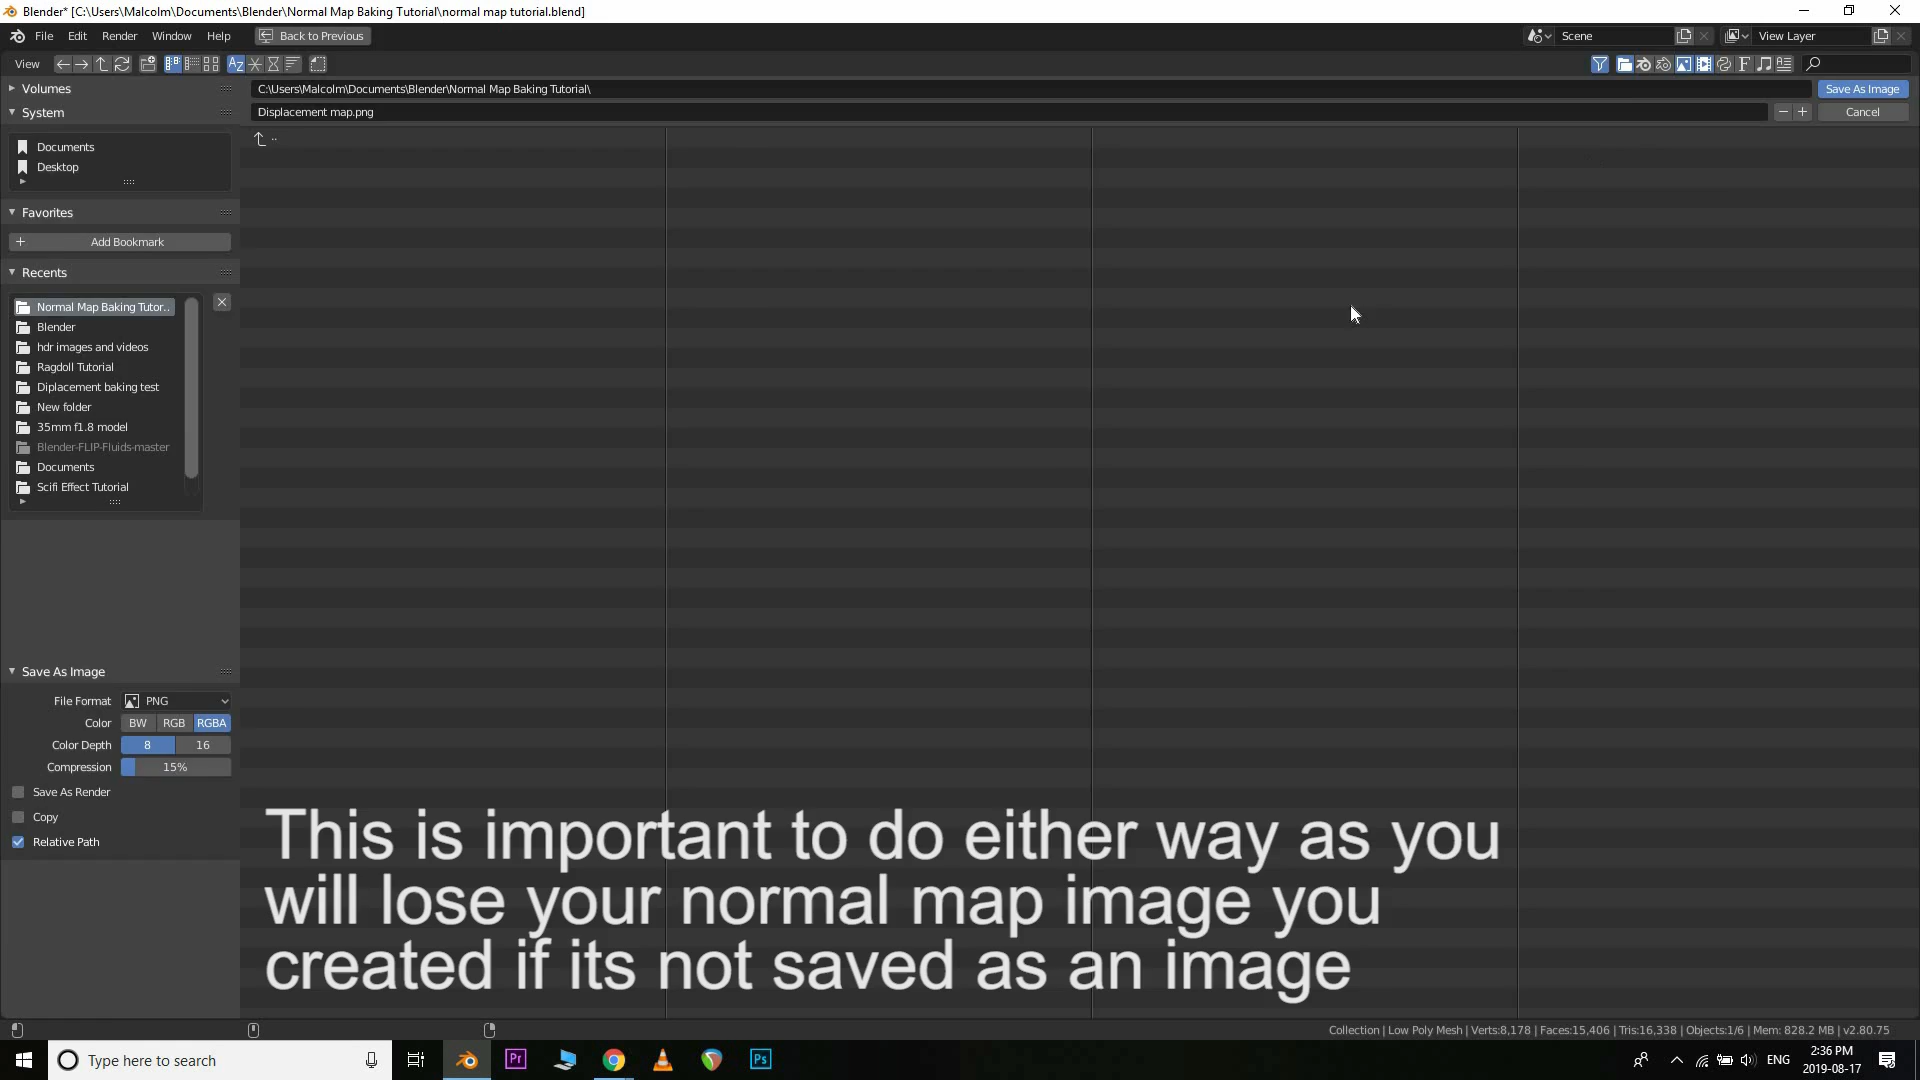 Blender* [C:\Users\Malcolm\Documents\Blender\Normal Map Baking Tutorial\normal map tutorial.blend]
File Edit Render Window Help Back to Previous Scene View Layer
View
Volumes
C:\Users\Malcolm\Documents\Blender\Normal Map Baking Tutorial\
Save As Image
System
Displacement map.png
Cancel
..
Documents
Desktop
Favorites
Add Bookmark
Recents
Normal Map Baking Tutor..
Blender
hdr images and videos
Ragdoll Tutorial
Diplacement baking test
New folder
35mm f1.8 model
Blender-FLIP-Fluids-master
Documents
Scifi Effect Tutorial
Save As Image
File Format PNG
Color BW RGB RGBA
Color Depth 8 16
Compression 15%
Save As Render
Copy
Relative Path
This is important to do either way as you
will lose your normal map image you
created if its not saved as an image
Collection | Low Poly Mesh | Verts:8,178 | Faces:15,406 | Tris:16,338 | Objects:1/6 | Mem: 828.2 MB | v2.80.75
Type here to search
Pr
Ps
ENG
2:36 PM
2019-08-17